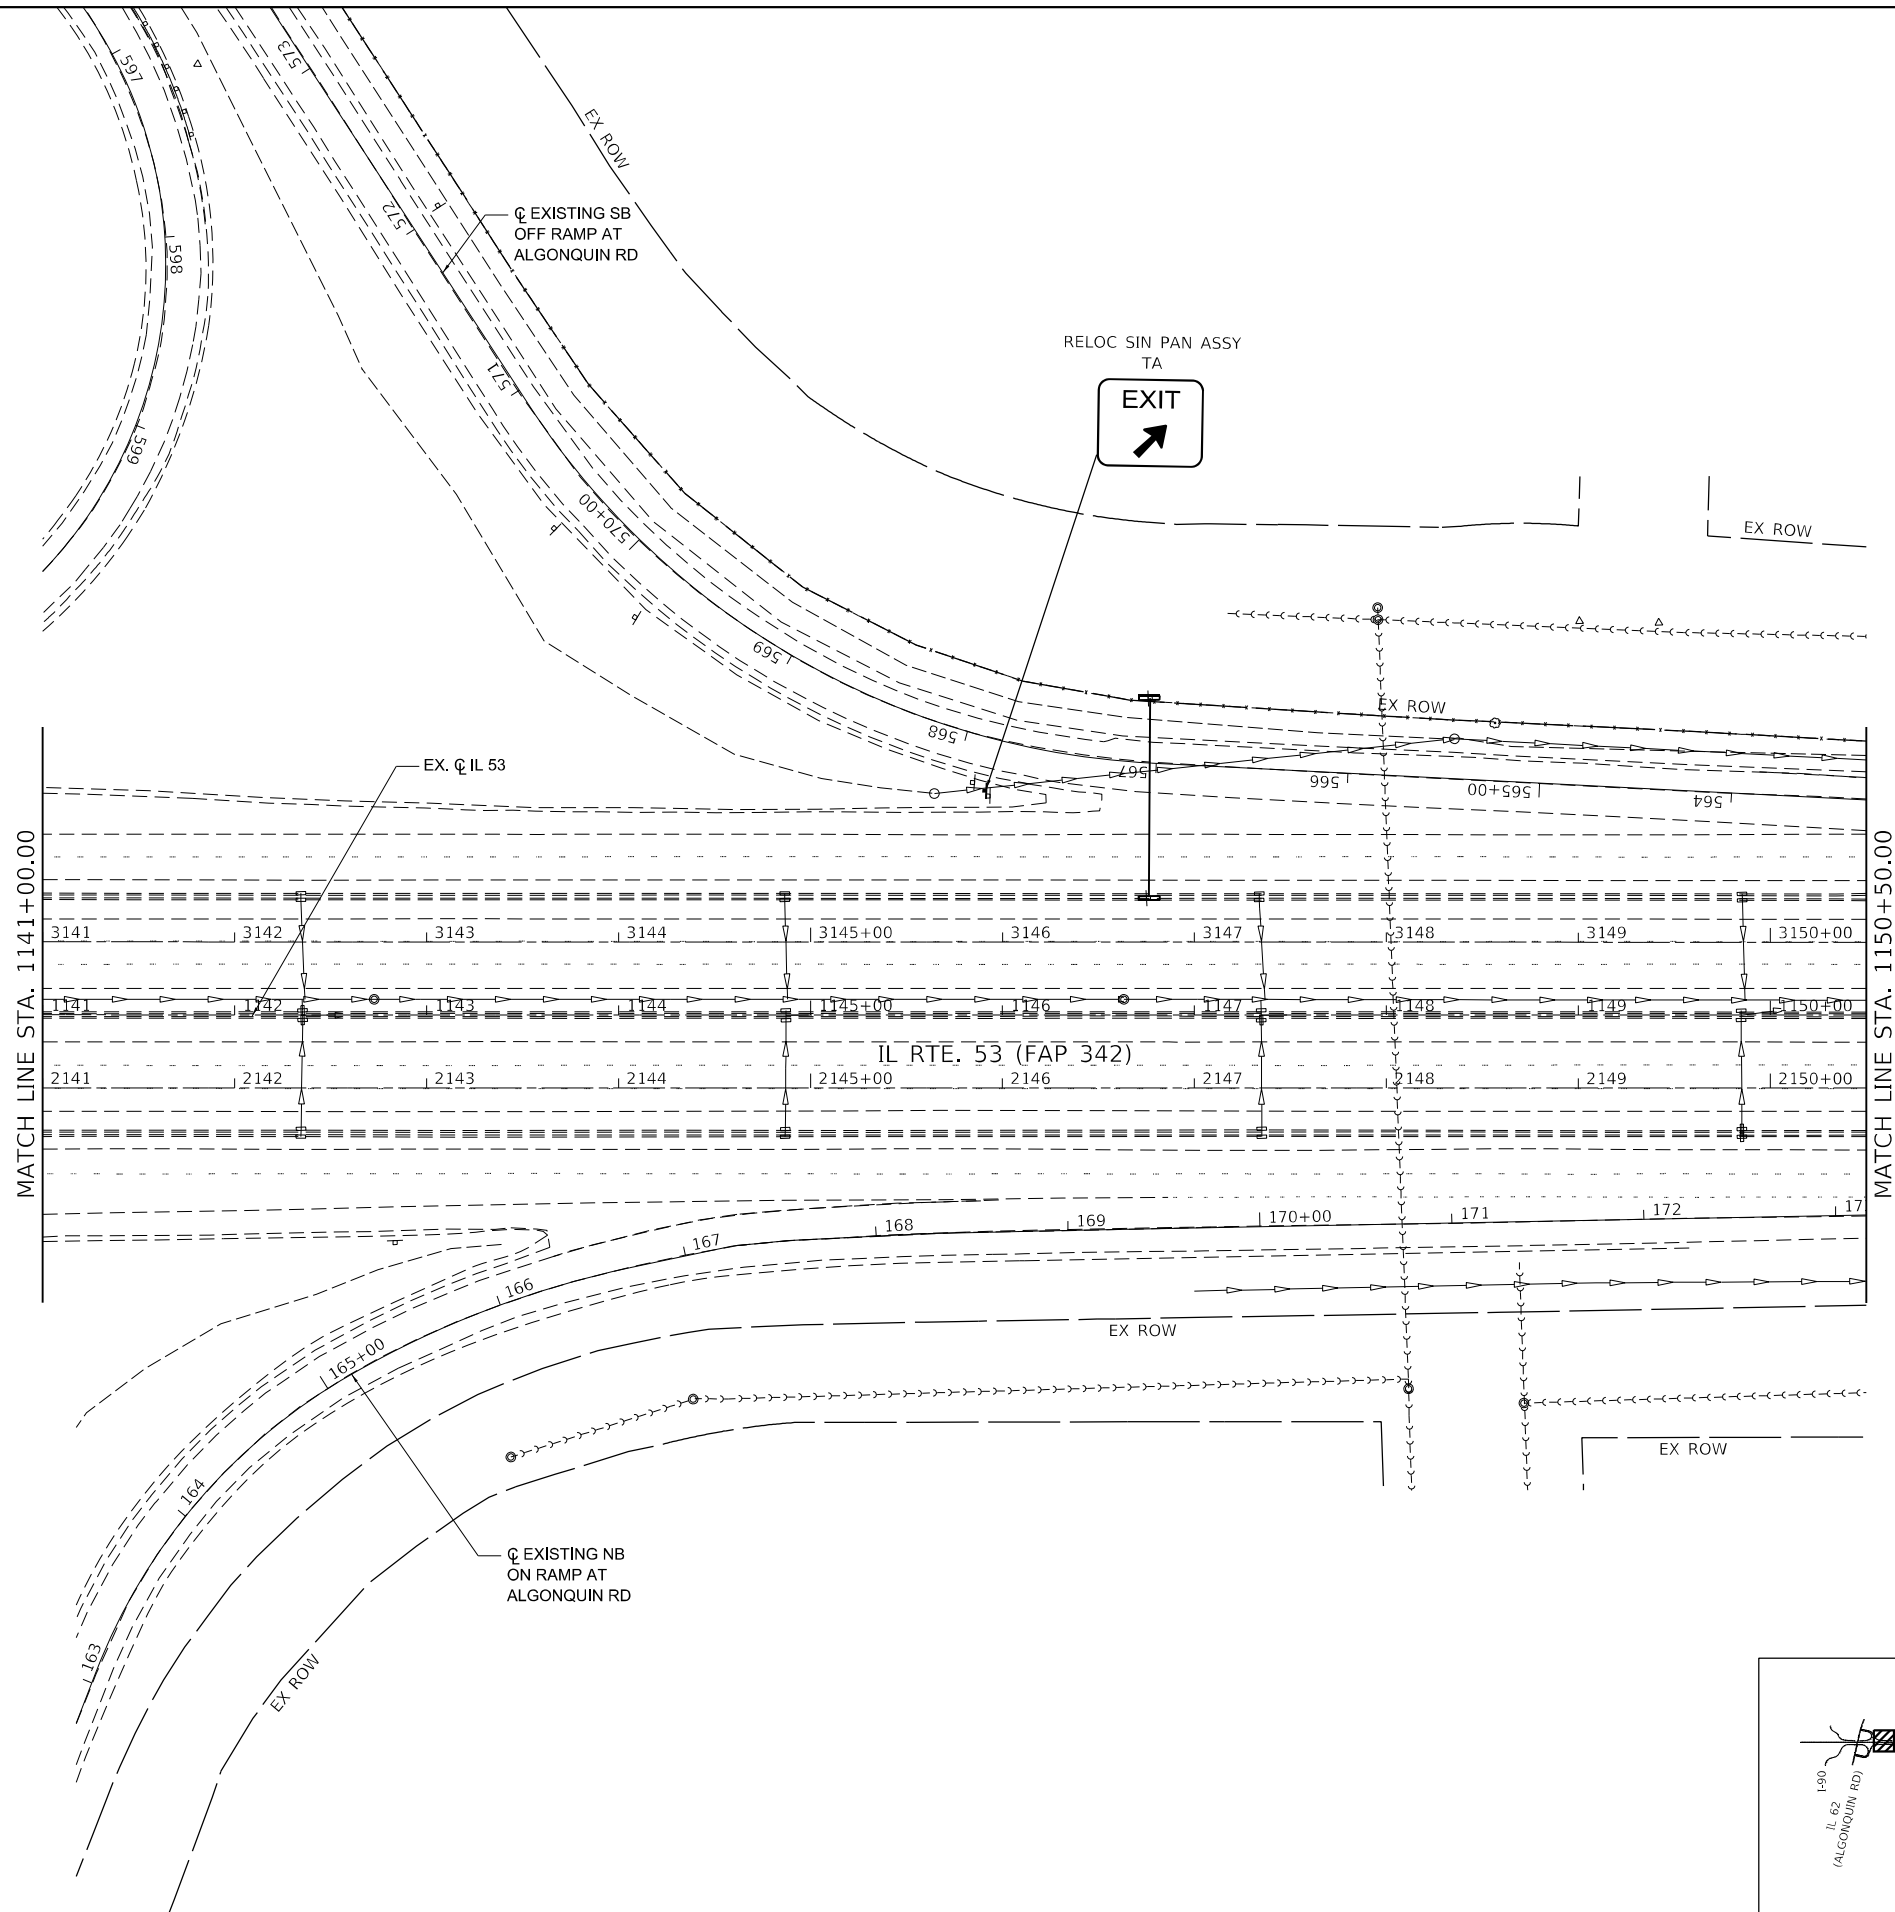 597
573
EX ROW
572
℄ EXISTING SB
OFF RAMP AT
ALGONQUIN RD
598
RELOC SIN PAN ASSY
TA
EXIT
571
599
570+00
EX ROW
569
EX ROW
568
EX. ℄ IL 53
567
566
565+00
564
MATCH LINE STA. 1141+00.00
MATCH LINE STA. 1150+50.00
3141 3142 3143 3144 3145+00 3146 3147 3148 3149 3150+00
1141 1142 1143 1144 1145+00 1146 1147 1148 1149 1150+00
IL RTE. 53 (FAP 342)
2141 2142 2143 2144 2145+00 2146 2147 2148 2149 2150+00
167 168 169 170+00 171 172 17
166
EX ROW
165+00
EX ROW
164
℄ EXISTING NB
ON RAMP AT
ALGONQUIN RD
163
EX ROW
I-90
IL 62
(ALGONQUIN RD)